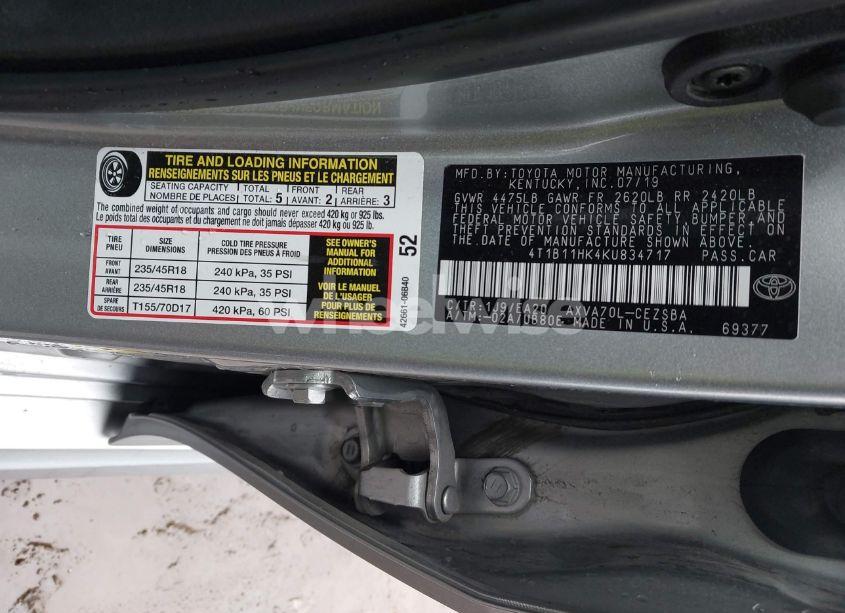 TIRE AND LOADING INFORMATION
RENSEIGNEMENTS SUR LES PNEUS ET LE CHARGEMENT
SEATING CAPACITY TOTAL FRONT REAR
NOMBRE DE PLACES TOTAL: 5 AVANT: 2 ARRIÈRE: 3
The combined weight of occupants and cargo should never exceed 420 kg or 925 lbs.
Le poids total des occupants et du chargement ne doit jamais dépasser 420 kg ou 925 lb.
TIRE SIZE COLD TIRE PRESSURE
PNEU DIMENSIONS PRESSION DES PNEUS À FROID
FRONT
AVANT 235/45R18 240 kPa, 35 PSI
REAR
ARRIÈRE 235/45R18 240 kPa, 35 PSI
SPARE
DE SECOURS T155/70D17 420 kPa, 60 PSI
SEE OWNER'S
MANUAL FOR
ADDITIONAL
INFORMATION
VOIR LE MANUEL
DE L'USAGER
POUR PLUS DE
RENSEIGNEMENTS
52
42661-06B40
MFD.BY: TOYOTA MOTOR MANUFACTURING,
KENTUCKY, INC. 07/19
GVWR 4475LB GAWR FR 2620LB RR 2420LB
THIS VEHICLE CONFORMS TO ALL APPLICABLE
FEDERAL MOTOR VEHICLE SAFETY, BUMPER, AND
THEFT PREVENTION STANDARDS IN EFFECT ON
THE DATE OF MANUFACTURE SHOWN ABOVE.
4T1B11HK4KU834717 PASS.CAR
AXVA70L-CEZSBA
MADE IN U.S.A. 69377
TOYOTA
wheelwise